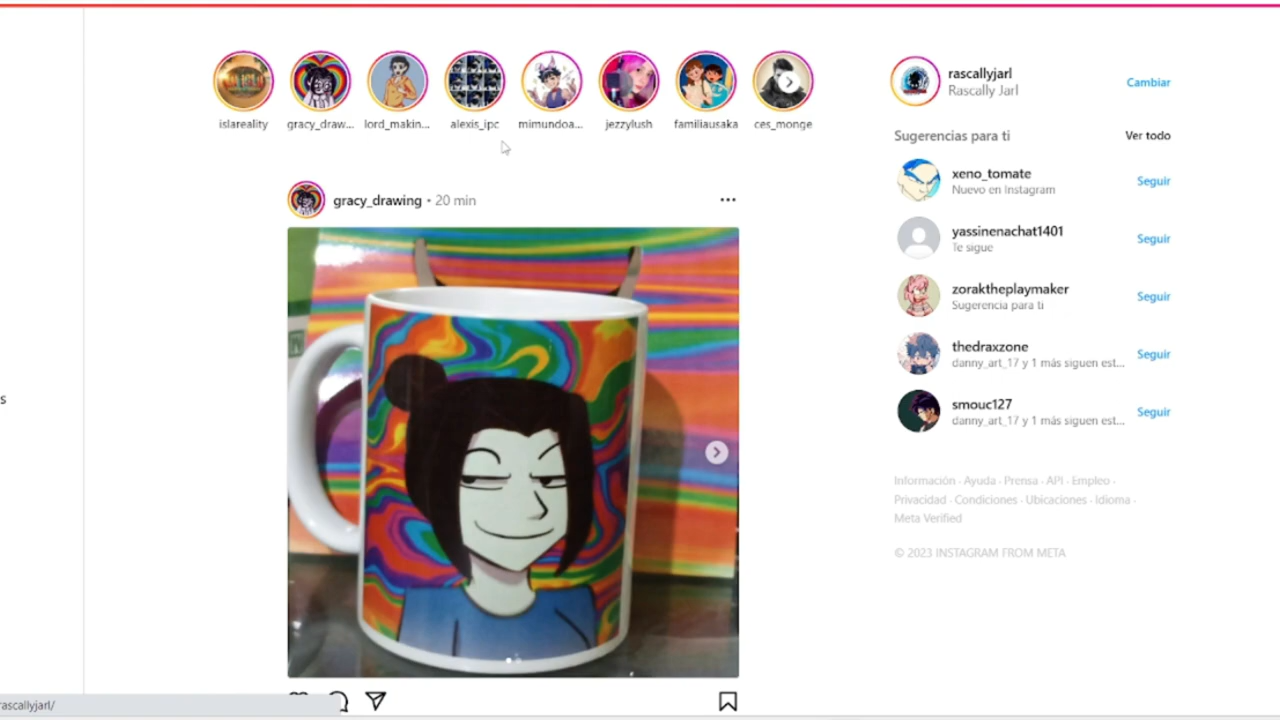 islareality
gracy_draw...
lord_makin...
alexis_ipc
mimundoa...
jezzylush
familiausaka
ces_monge
rascallyjarl
Rascally Jarl
Cambiar
Sugerencias para ti
Ver todo
gracy_drawing • 20 min
xeno_tomate
Nuevo en Instagram
Seguir
yassinenachat1401
Te sigue
Seguir
zoraktheplaymaker
Sugerencia para ti
Seguir
thedraxzone
danny_art_17 y 1 más siguen est...
Seguir
smouc127
danny_art_17 y 1 más siguen est...
Seguir
s
Información · Ayuda · Prensa · API · Empleo ·
Privacidad · Condiciones · Ubicaciones · Idioma ·
Meta Verified
© 2023 INSTAGRAM FROM META
rascallyjarl/